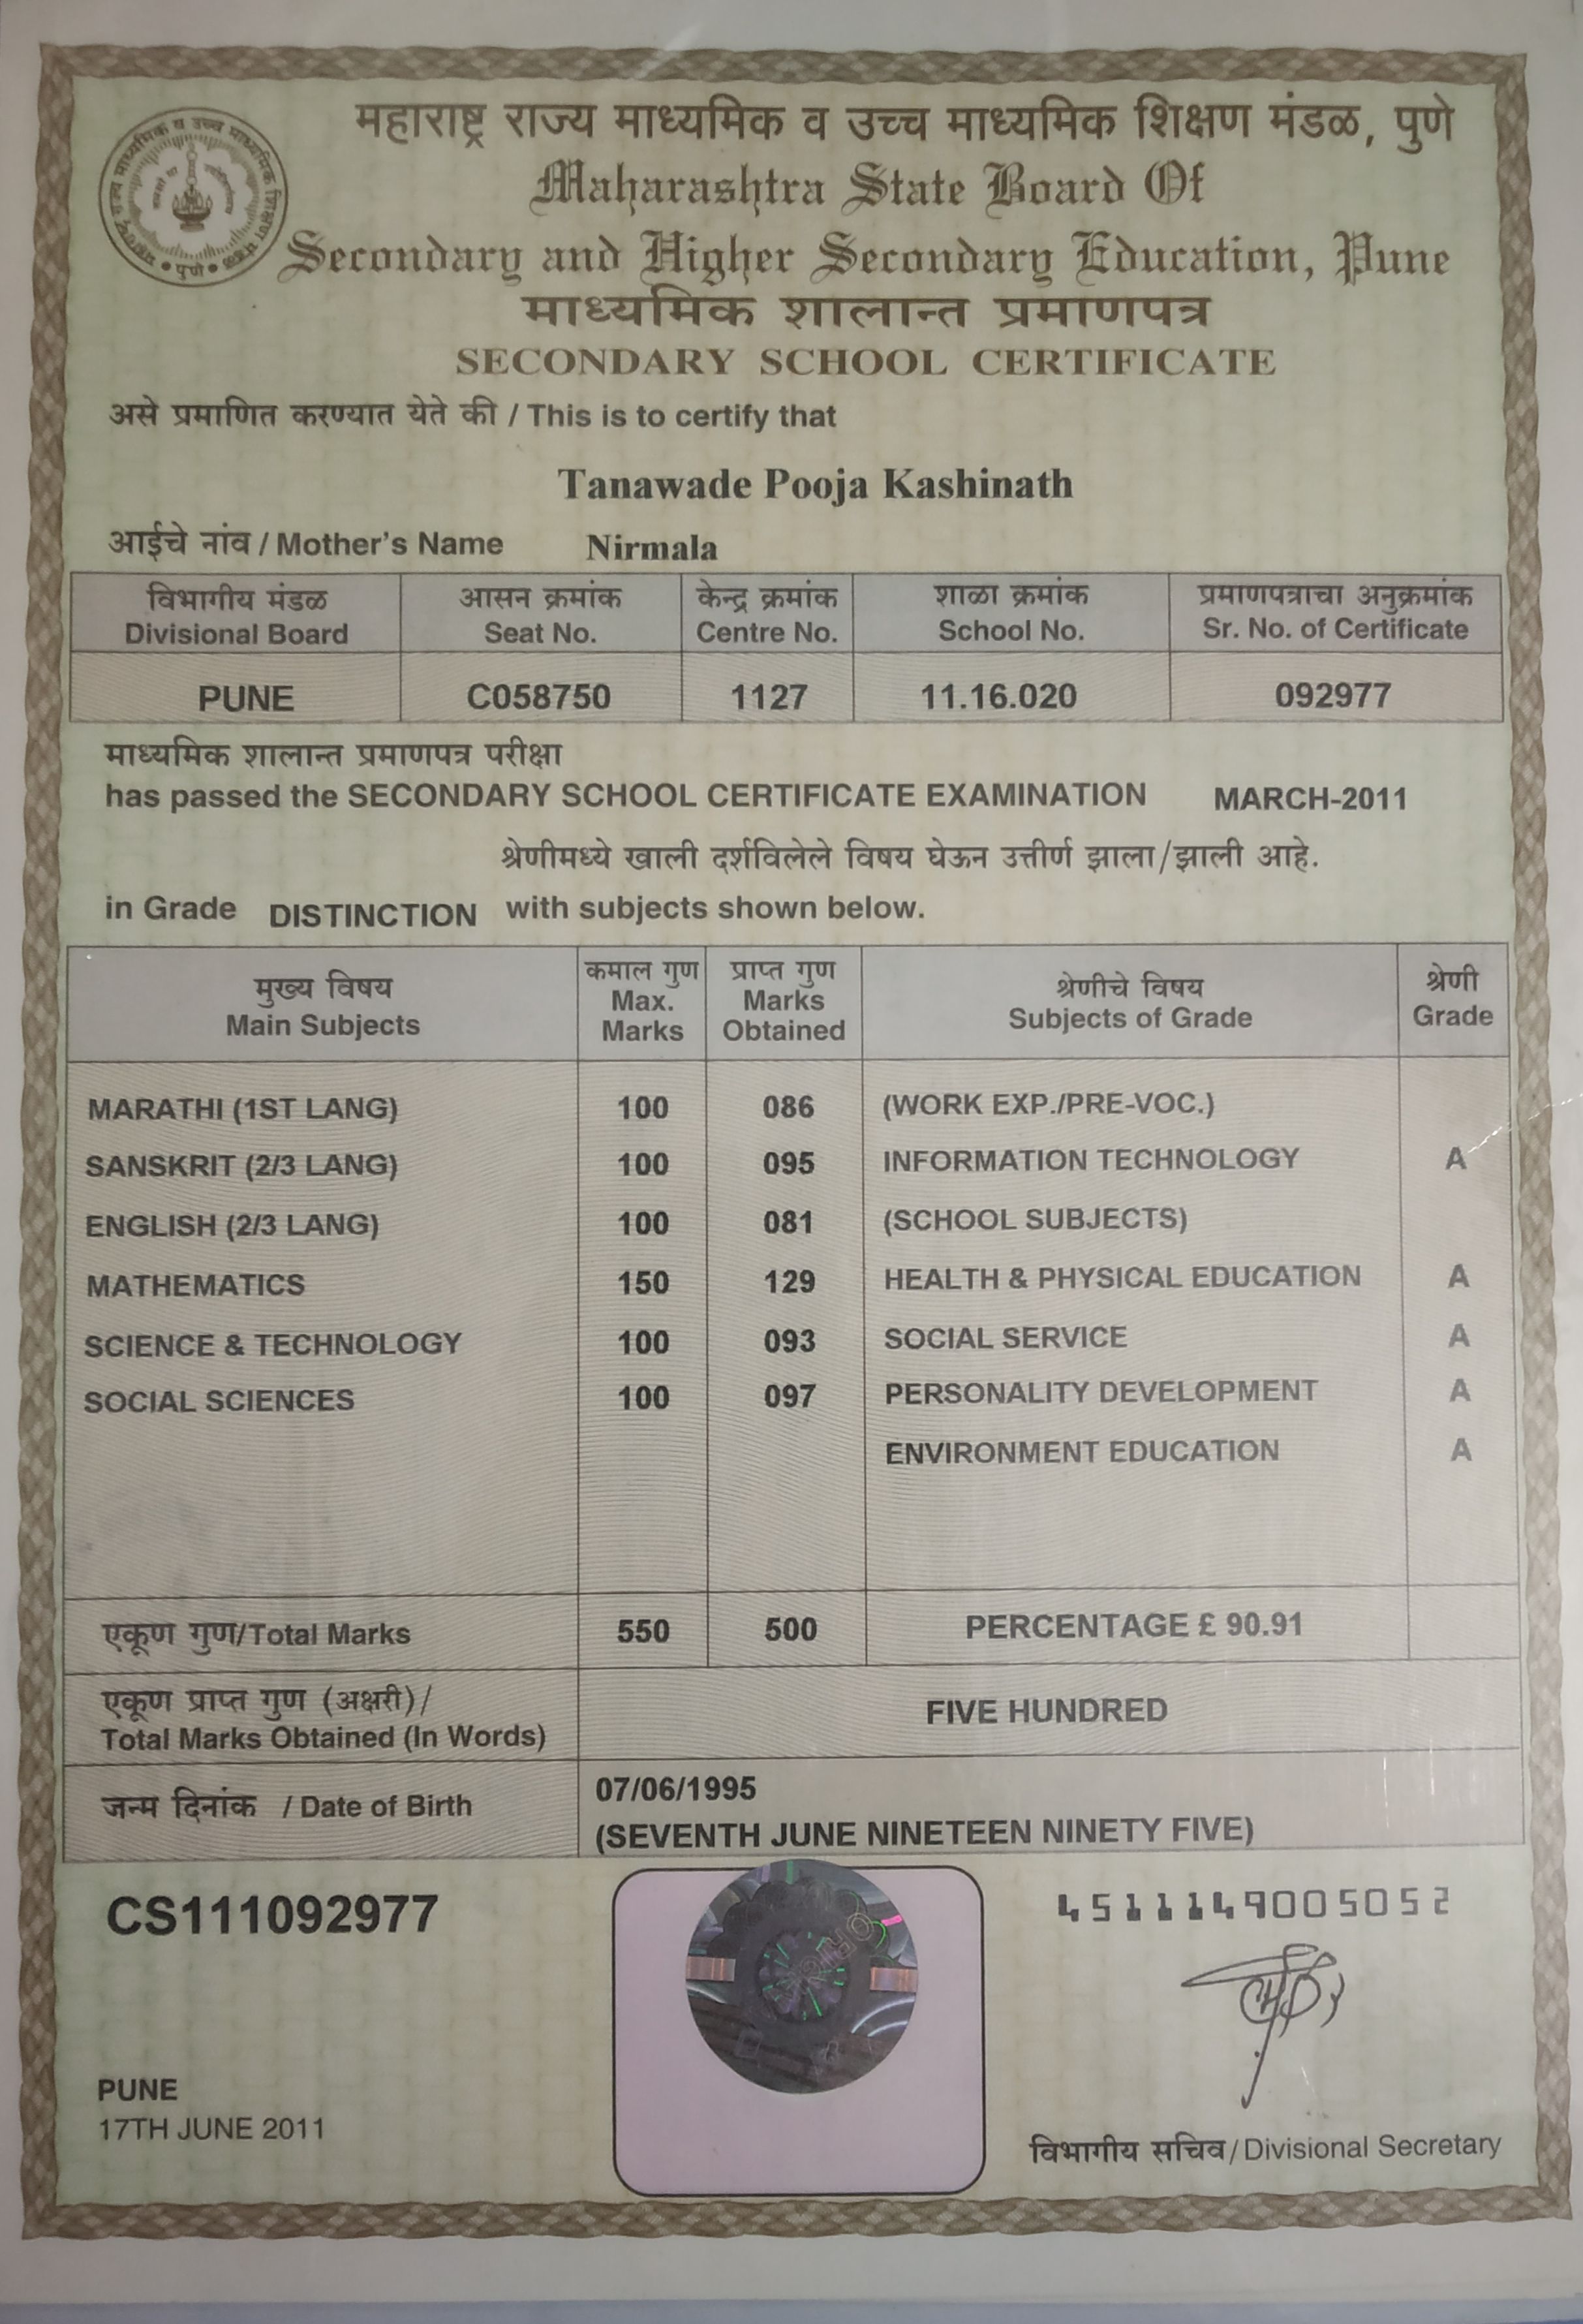 महाराष्ट्र राज्य माध्यमिक व उच्च माध्यमिक शिक्षण मंडळ, पुणे
Maharashtra State Board Of
Secondary and Higher Secondary Education, Pune
माध्यमिक शालान्त प्रमाणपत्र
SECONDARY SCHOOL CERTIFICATE
असे प्रमाणित करण्यात येते की / This is to certify that
Tanawade Pooja Kashinath
आईचे नांव / Mother's Name Nirmala
विभागीय मंडळ आसन क्रमांक केन्द्र क्रमांक शाळा क्रमांक प्रमाणपत्राचा अनुक्रमांक
Divisional Board Seat No. Centre No. School No. Sr. No. of Certificate
PUNE C058750 1127 11.16.020 092977
माध्यमिक शालान्त प्रमाणपत्र परीक्षा
has passed the SECONDARY SCHOOL CERTIFICATE EXAMINATION MARCH-2011
श्रेणीमध्ये खाली दर्शविलेले विषय घेऊन उत्तीर्ण झाला/झाली आहे.
in Grade DISTINCTION with subjects shown below.
मुख्य विषय कमाल गुण प्राप्त गुण श्रेणीचे विषय श्रेणी
Main Subjects Max. Marks Marks Obtained Subjects of Grade Grade
MARATHI (1ST LANG) 100 086 (WORK EXP./PRE-VOC.)
SANSKRIT (2/3 LANG) 100 095 INFORMATION TECHNOLOGY A
ENGLISH (2/3 LANG) 100 081 (SCHOOL SUBJECTS)
MATHEMATICS 150 129 HEALTH & PHYSICAL EDUCATION A
SCIENCE & TECHNOLOGY 100 093 SOCIAL SERVICE A
SOCIAL SCIENCES 100 097 PERSONALITY DEVELOPMENT A
ENVIRONMENT EDUCATION A
एकूण गुण/Total Marks 550 500 PERCENTAGE £ 90.91
एकूण प्राप्त गुण (अक्षरी)/
Total Marks Obtained (In Words) FIVE HUNDRED
जन्म दिनांक / Date of Birth 07/06/1995
(SEVENTH JUNE NINETEEN NINETY FIVE)
CS111092977 4511149005052
PUNE
17TH JUNE 2011
विभागीय सचिव/Divisional Secretary